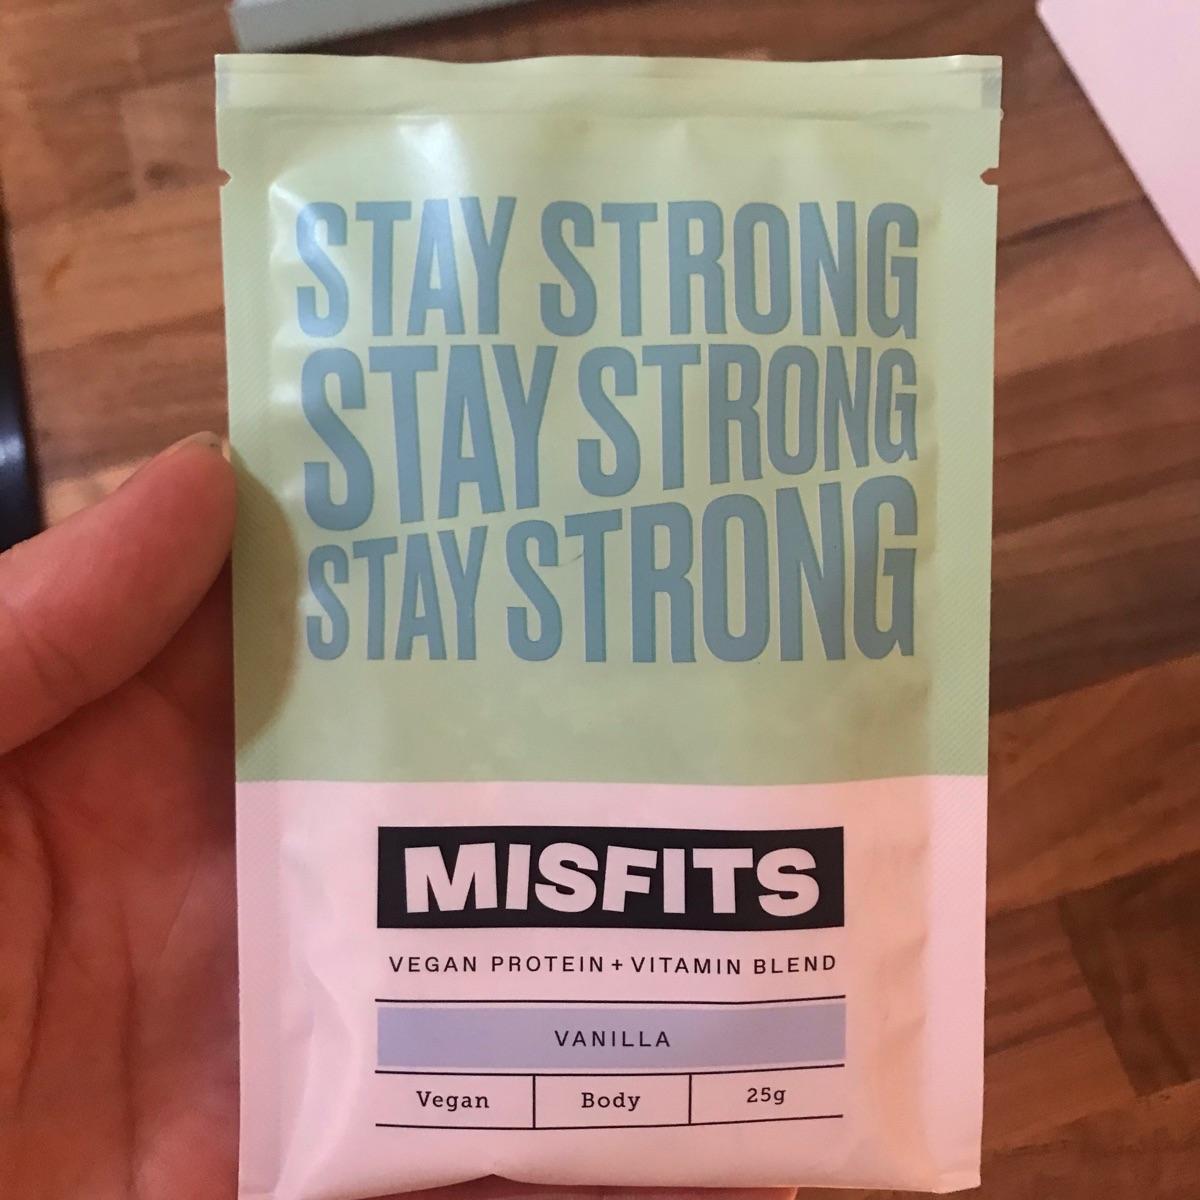 STAY STRONG
STAY STRONG
STAY STRONG
MISFITS
VEGAN PROTEIN + VITAMIN BLEND
VANILLA
Vegan Body 25g